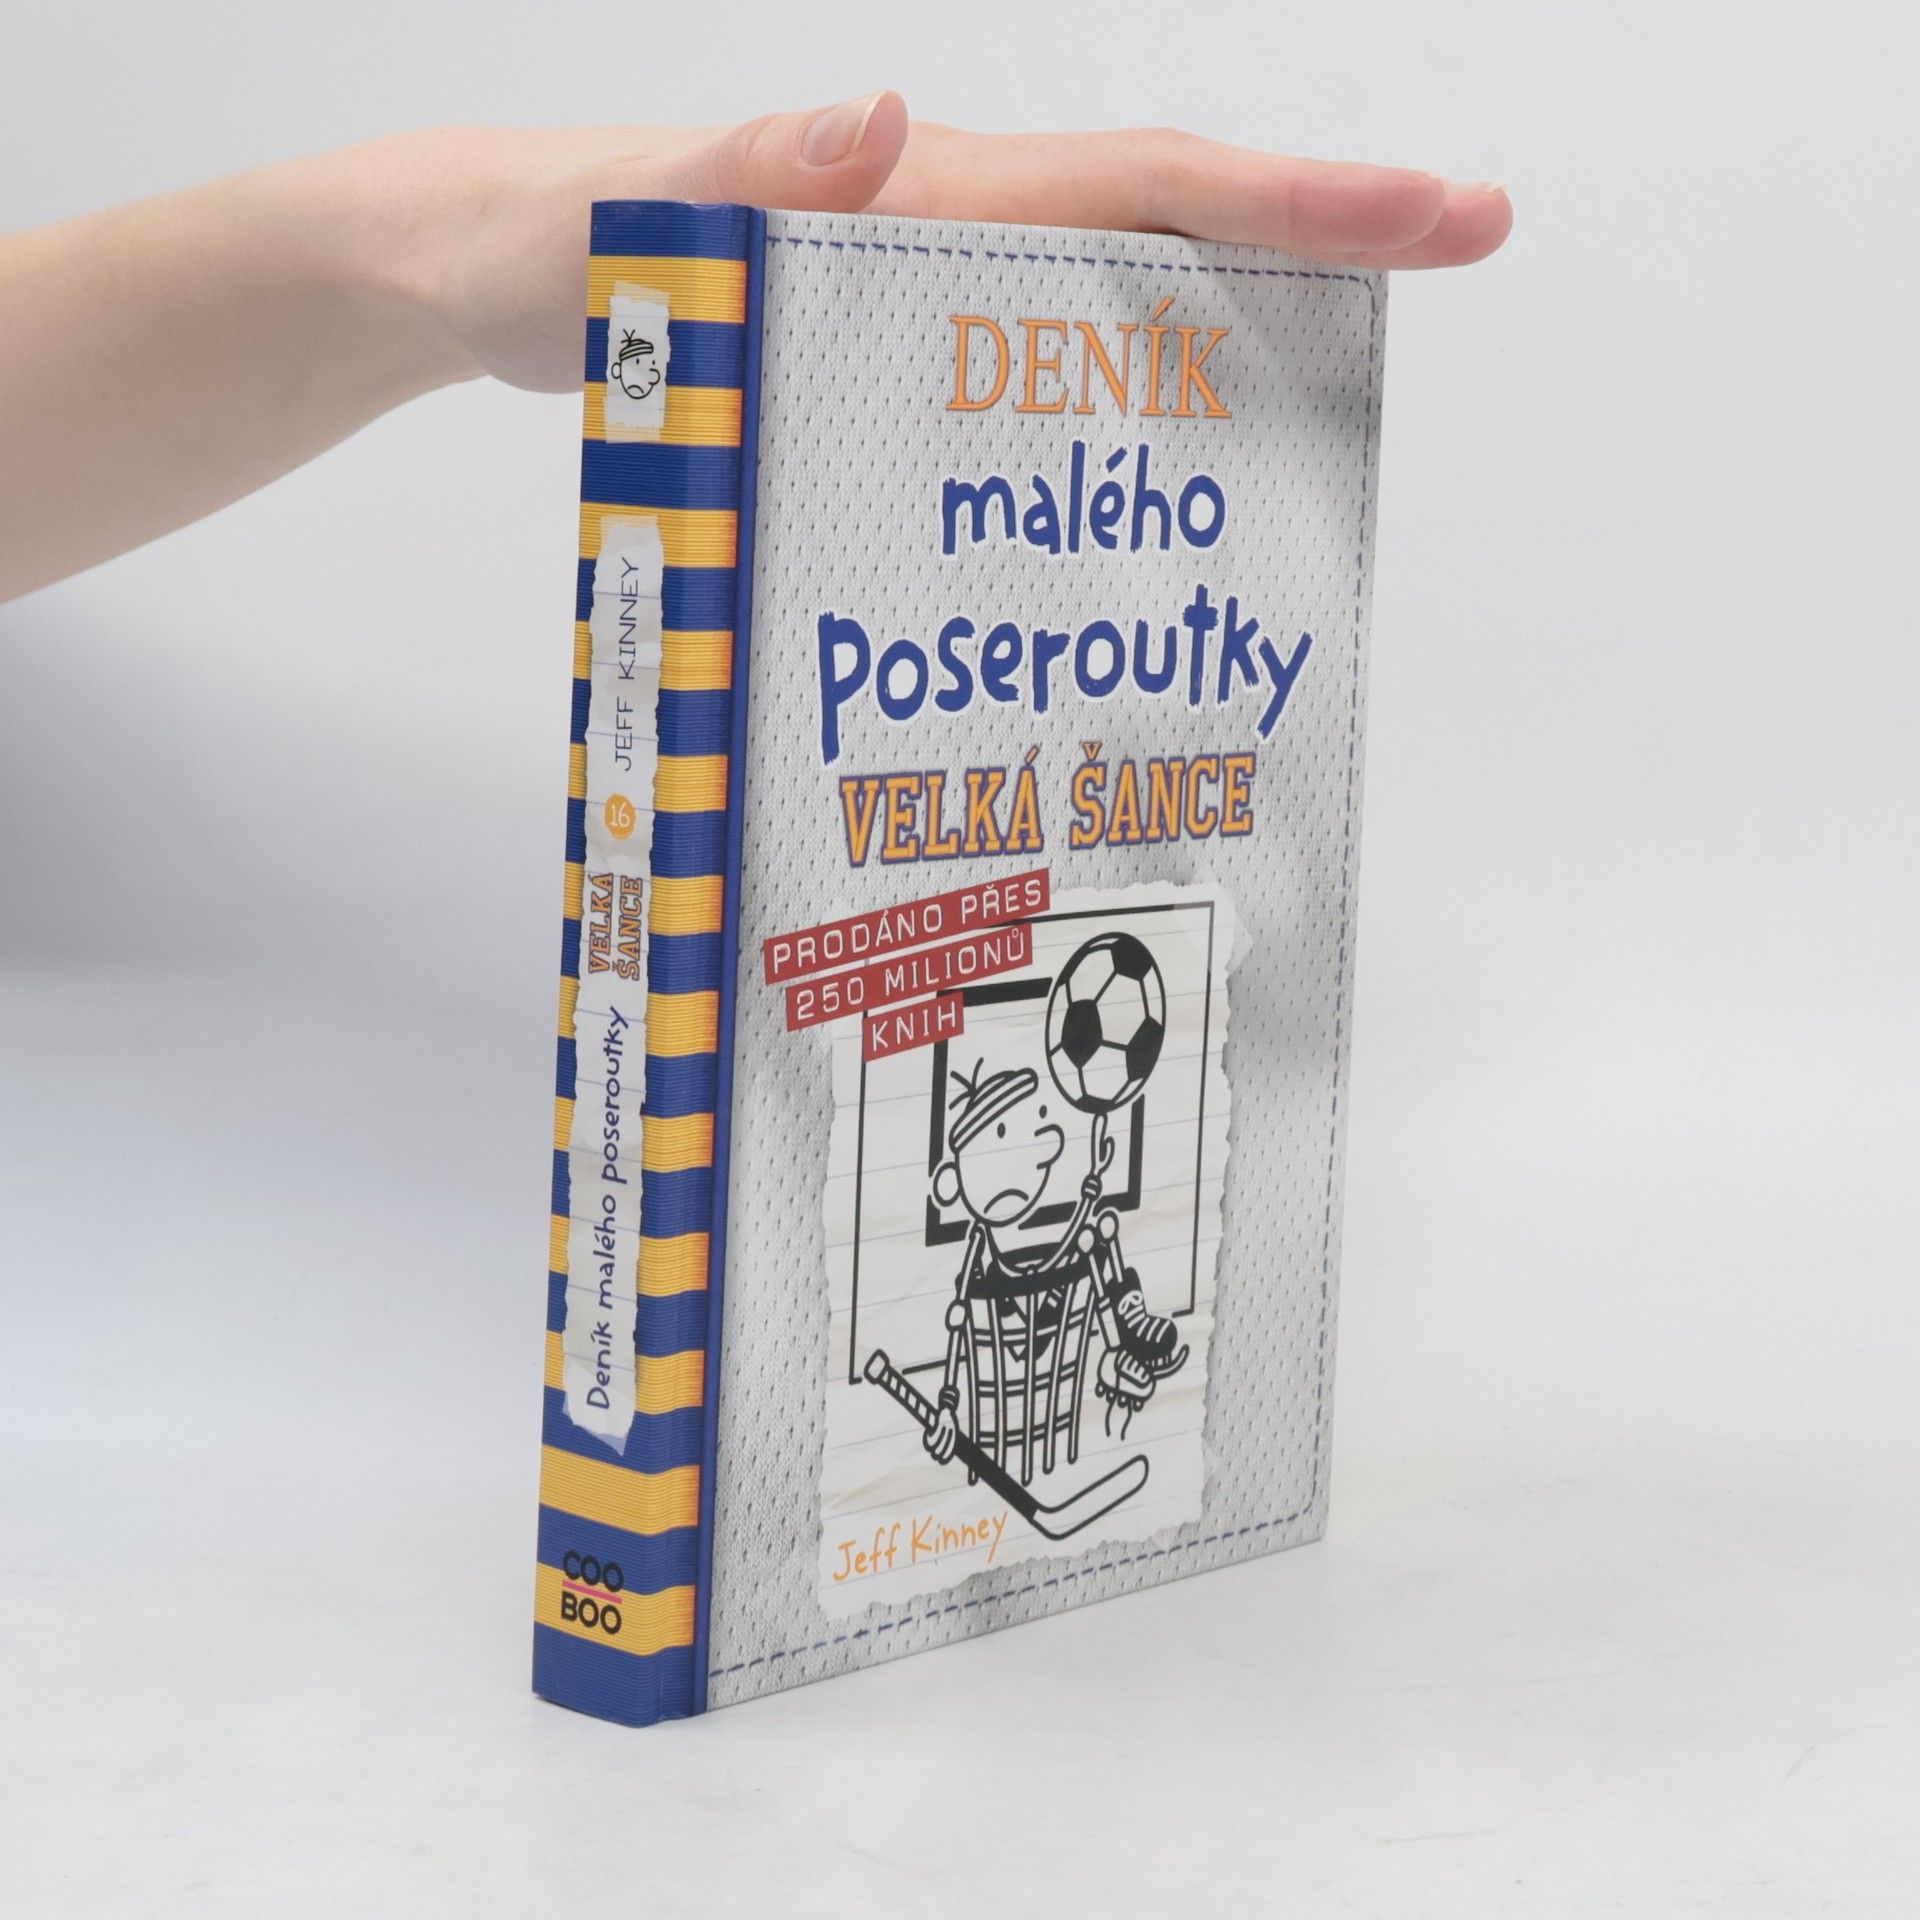 DENÍK
malého
poseroutky
VELKÁ ŠANCE
PRODÁNO PŘES
250 MILIONŮ
KNIH
Jeff Kinney
JEFF KINNEY
16
VELKÁ
ŠANCE
Deník malého poseroutky
COO
BOO